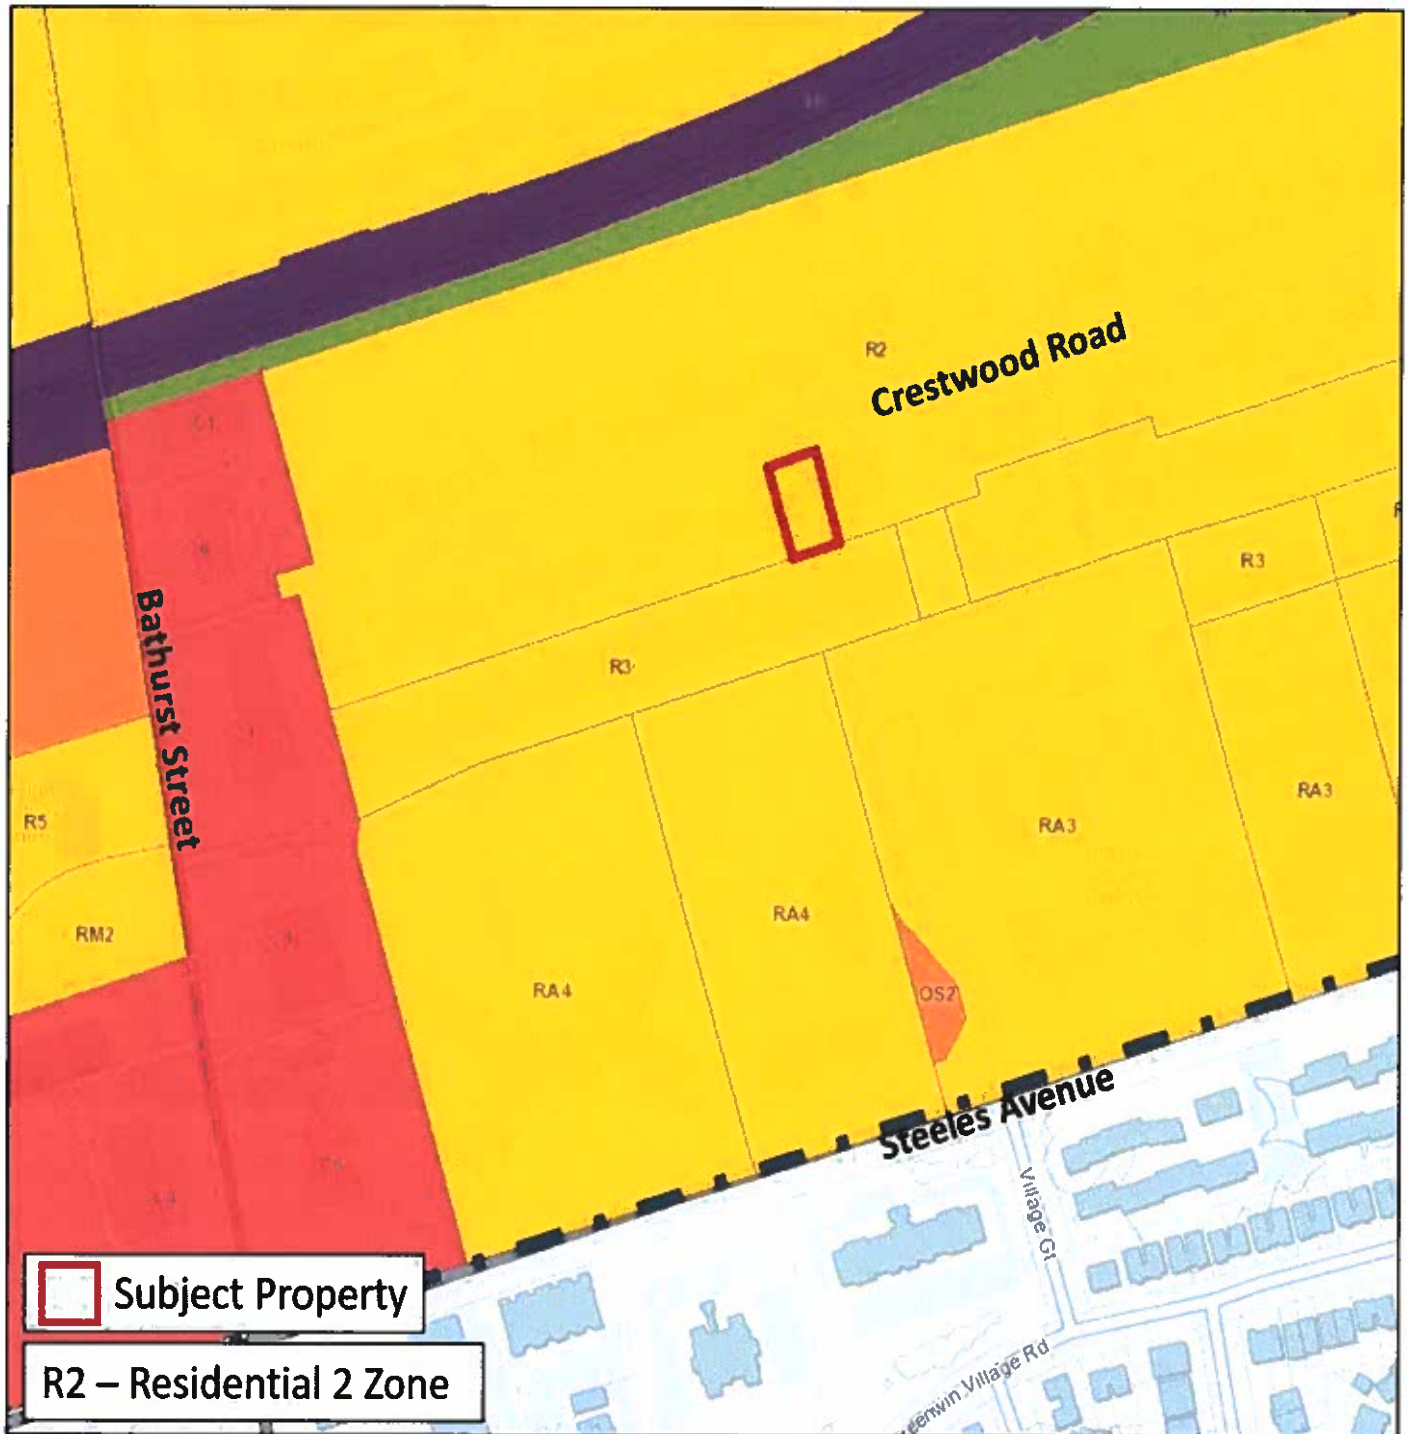 R2
Crestwood Road
C1
R3
R3
Bathurst Street
R5
RA3
RA3
RM2
RA4
RA4
OS2
Steeles Avenue
Village Gt
Subject Property
R2 – Residential 2 Zone